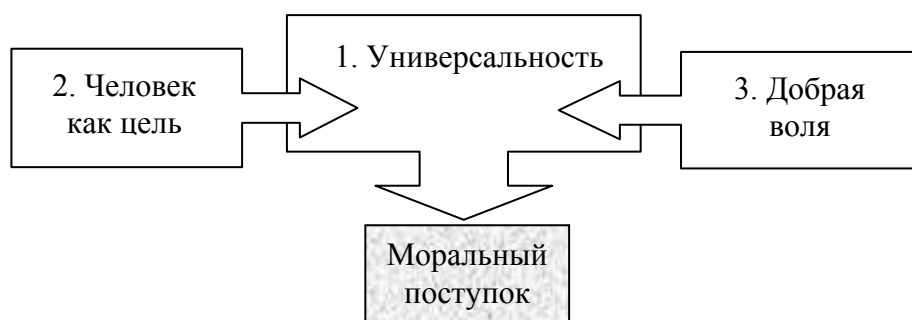 1. Универсальность
2. Человек
как цель
3. Добрая
воля
Моральный
поступок